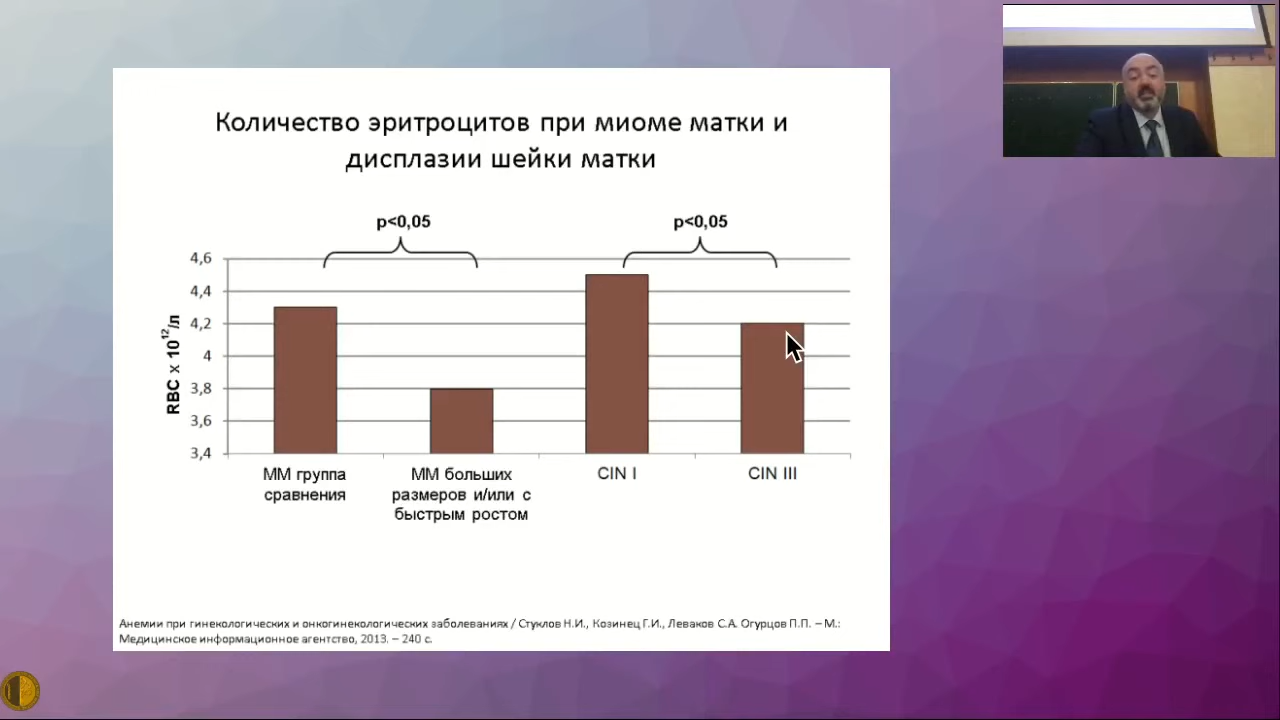 Количество эритроцитов при миоме матки и
дисплазии шейки матки
p<0,05
p<0,05
4,6
4,4
4,2
4
3,8
3,6
3,4
RBC x 10¹²/л
ММ группа
сравнения
ММ больших
размеров и/или с
быстрым ростом
CIN I
CIN III
Анемии при гинекологических и онкогинекологических заболеваниях / Стуклов Н.И., Козинец Г.И., Леваков С.А. Огурцов П.П. – М.:
Медицинское информационное агентство, 2013. – 240 с.